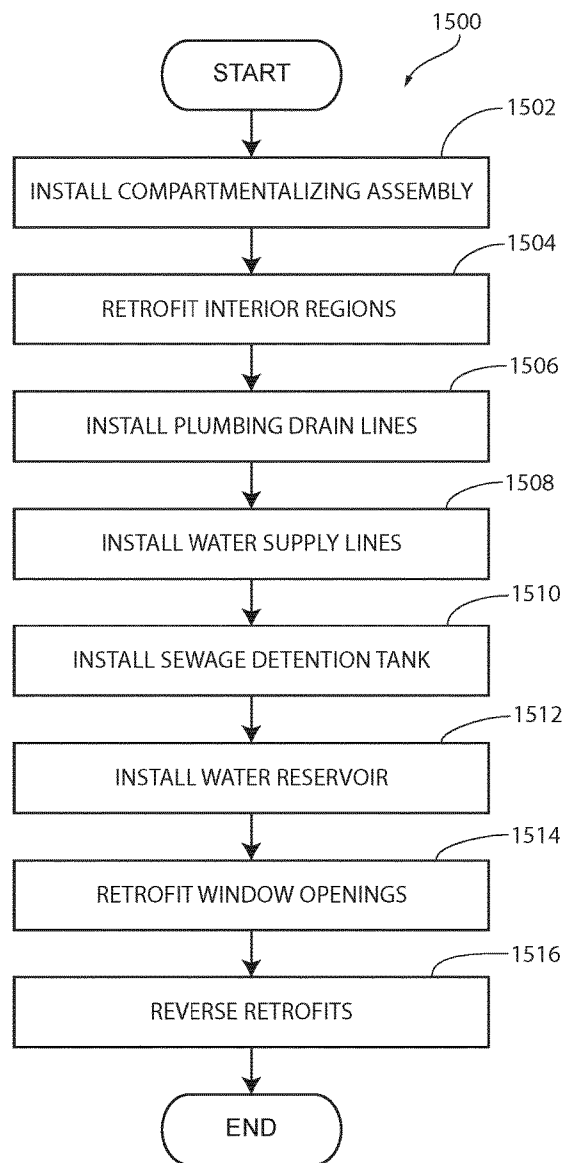 1500
START
1502
INSTALL COMPARTMENTALIZING ASSEMBLY
1504
RETROFIT INTERIOR REGIONS
1506
INSTALL PLUMBING DRAIN LINES
1508
INSTALL WATER SUPPLY LINES
1510
INSTALL SEWAGE DETENTION TANK
1512
INSTALL WATER RESERVOIR
1514
RETROFIT WINDOW OPENINGS
1516
REVERSE RETROFITS
END